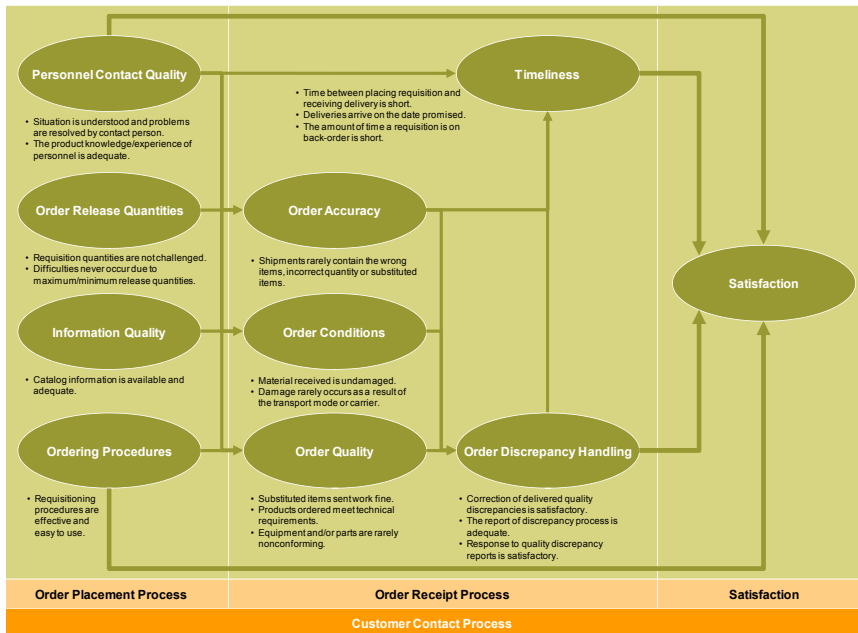 Personnel Contact Quality
• Situation is understood and problems
are resolved by contact person.
• The product knowledge/experience of
personnel is adequate.
Timeliness
• Time between placing requisition and
receiving delivery is short.
• Deliveries arrive on the date promised.
• The amount of time a requisition is on
back-order is short.
Order Release Quantities
• Requisition quantities are not challenged.
• Difficulties never occur due to
maximum/minimum release quantities.
Order Accuracy
• Shipments rarely contain the wrong
items, incorrect quantity or substituted
items.
Satisfaction
Information Quality
• Catalog information is available and
adequate.
Order Conditions
• Material received is undamaged.
• Damage rarely occurs as a result of
the transport mode or carrier.
Ordering Procedures
• Requisitioning
procedures are
effective and
easy to use.
Order Quality
• Substituted items sent work fine.
• Products ordered meet technical
requirements.
• Equipment and/or parts are rarely
nonconforming.
Order Discrepancy Handling
• Correction of delivered quality
discrepancies is satisfactory.
• The report of discrepancy process is
adequate.
• Response to quality discrepancy
reports is satisfactory.
Order Placement Process
Order Receipt Process
Satisfaction
Customer Contact Process